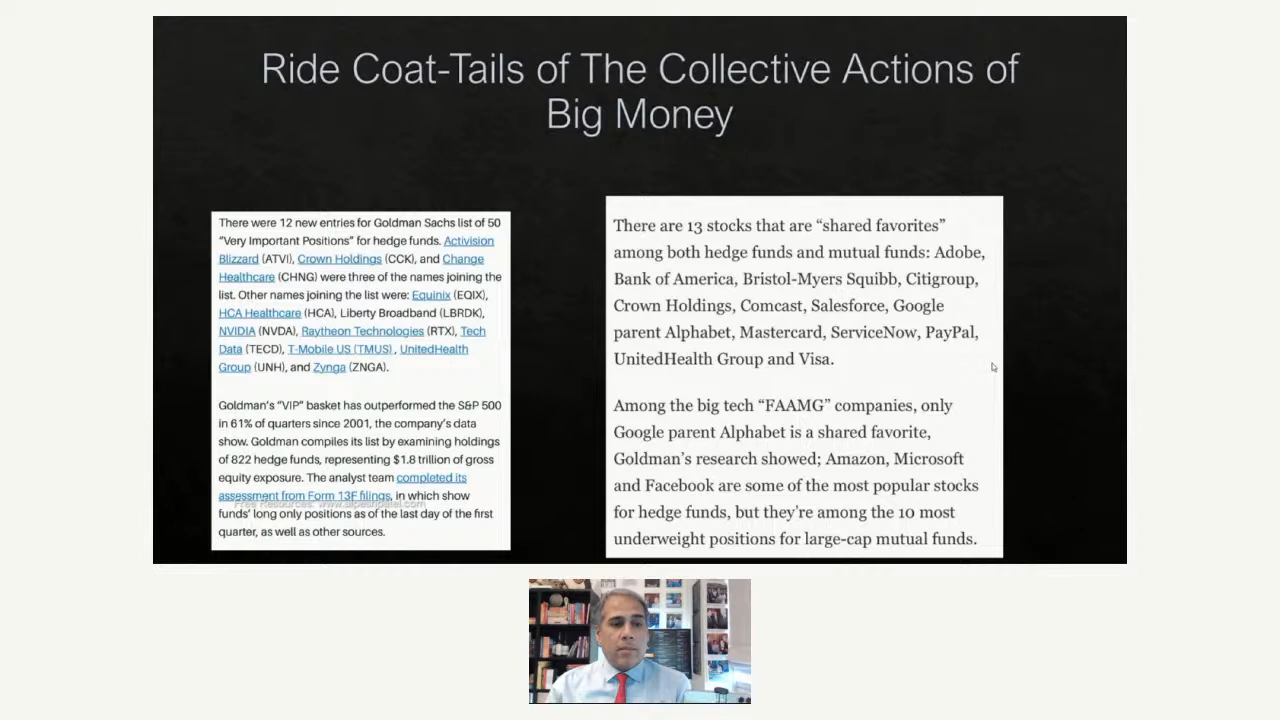 Ride Coat-Tails of The Collective Actions of
Big Money
There were 12 new entries for Goldman Sachs list of 50
"Very Important Positions" for hedge funds. Activision
Blizzard (ATVI), Crown Holdings (CCK), and Change
Healthcare (CHNG) were three of the names joining the
list. Other names joining the list were: Equinix (EQIX),
HCA Healthcare (HCA), Liberty Broadband (LBRDK),
NVIDIA (NVDA), Raytheon Technologies (RTX), Tech
Data (TECD), T-Mobile US (TMUS) , UnitedHealth
Group (UNH), and Zynga (ZNGA).
Goldman's "VIP" basket has outperformed the S&P 500
in 61% of quarters since 2001, the company's data
show. Goldman compiles its list by examining holdings
of 822 hedge funds, representing $1.8 trillion of gross
equity exposure. The analyst team completed its
assessment from Form 13F filings, in which show
Free Resources: www.alpeshpatel.com
funds' long only positions as of the last day of the first
quarter, as well as other sources.
There are 13 stocks that are “shared favorites”
among both hedge funds and mutual funds: Adobe,
Bank of America, Bristol-Myers Squibb, Citigroup,
Crown Holdings, Comcast, Salesforce, Google
parent Alphabet, Mastercard, ServiceNow, PayPal,
UnitedHealth Group and Visa.
Among the big tech “FAAMG” companies, only
Google parent Alphabet is a shared favorite,
Goldman’s research showed; Amazon, Microsoft
and Facebook are some of the most popular stocks
for hedge funds, but they’re among the 10 most
underweight positions for large-cap mutual funds.